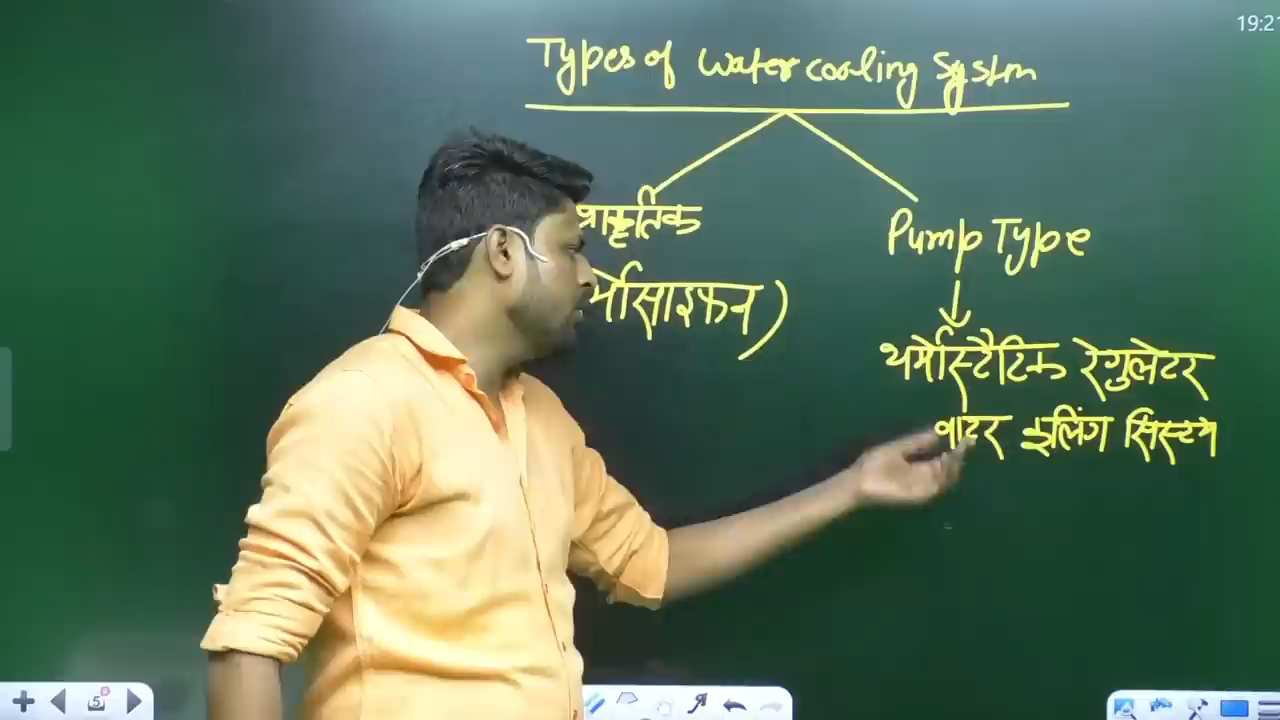 Types of water cooling System
प्राकृतिक
Pump Type
र्मोसाइफन)
थर्मोस्टैटिक रेगुलेटर
वाटर कूलिंग सिस्टम
19:21